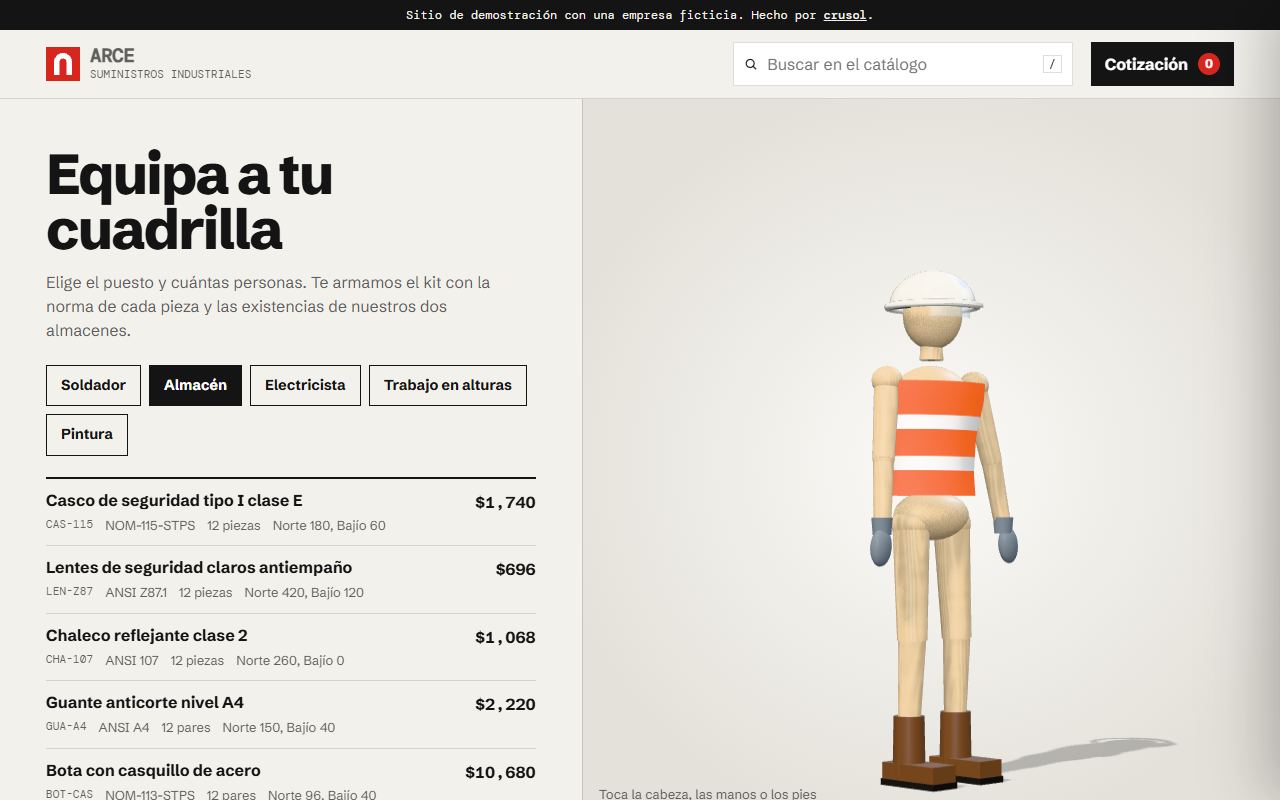 Sitio de demostración con una empresa ficticia. Hecho por crusol.
ARCE
SUMINISTROS INDUSTRIALES
Buscar en el catálogo
/
Cotización 0
Equipa a tu
cuadrilla
Elige el puesto y cuántas personas. Te armamos el kit con la
norma de cada pieza y las existencias de nuestros dos
almacenes.
Soldador
Almacén
Electricista
Trabajo en alturas
Pintura
Casco de seguridad tipo I clase E $1,740
CAS-115 NOM-115-STPS 12 piezas Norte 180, Bajío 60
Lentes de seguridad claros antiempaño $696
LEN-Z87 ANSI Z87.1 12 piezas Norte 420, Bajío 120
Chaleco reflejante clase 2 $1,068
CHA-107 ANSI 107 12 piezas Norte 260, Bajío 0
Guante anticorte nivel A4 $2,220
GUA-A4 ANSI A4 12 pares Norte 150, Bajío 40
Bota con casquillo de acero $10,680
BOT-CAS NOM-113-STPS 12 pares Norte 96, Bajío 40
Toca la cabeza, las manos o los pies